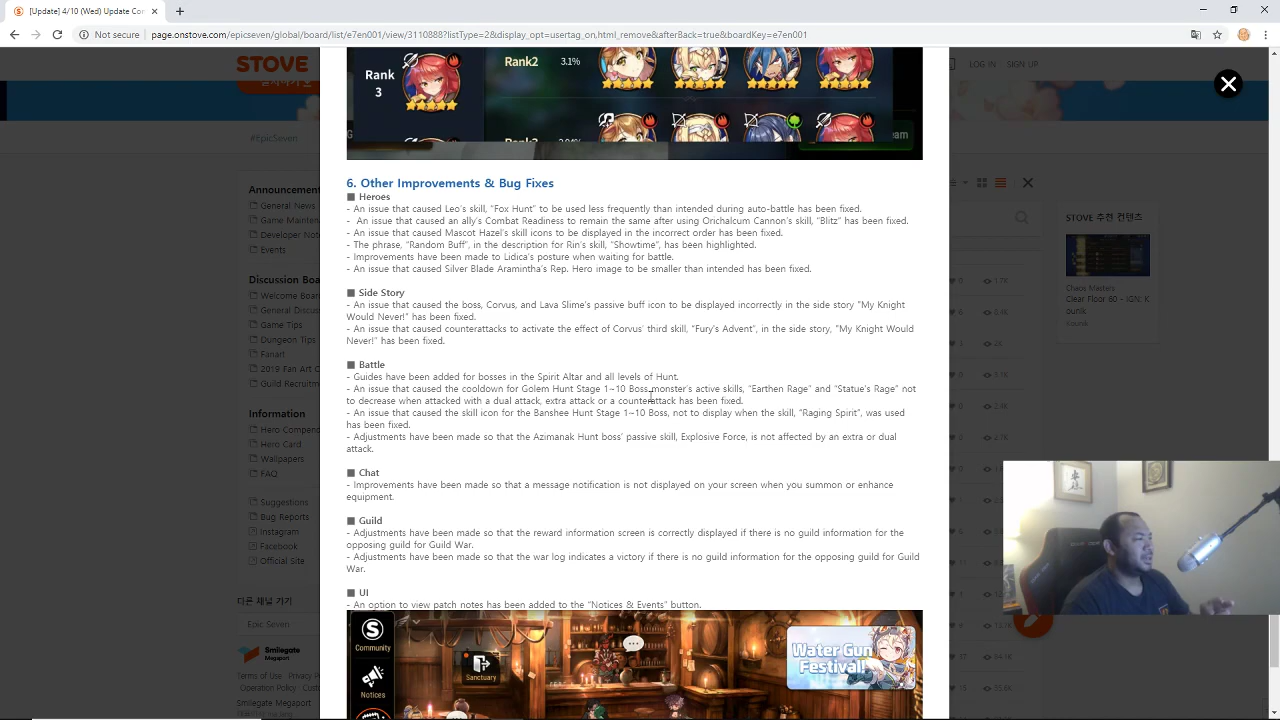 [Update] C4/10
Not secure
page.onstove.com/epicseven/global/board/list/e7en001/view/3110888?listType=2&display_opt=usertag_on,html_remove&afterBack=true&boardKey=e7en001
STOVE
LOG IN
SIGN UP
#EpicSeven
Rank
3
Rank2
3.1%
eam
Announcement
General News
Game Mainten
Developer Note
Events
Discussion Boa
Welcome Board
General Discuss
Game Tips
Dungeon Tips
Fanart
2019 Fan Art C
Guild Recruitm
Information
Hero Compend
Hero Card
Wallpapers
FAQ
Suggestions
Bug Reports
Instagram
Facebook
Official Site
다른 채널 가기
Epic Seven
Smilegate
Megaport
Terms of Use
Privacy P
Operation Policy
Smilegate Megaport
6. Other Improvements & Bug Fixes
■ Heroes
- An issue that caused Leo's skill, "Fox Hunt" to be used less frequently than intended during auto-battle has been fixed.
- An issue that caused an ally's Combat Readiness to remain the same after using Orichalcum Cannon's skill, "Blitz" has been fixed.
- An issue that caused Mascot Hazel's skill icons to be displayed in the incorrect order has been fixed.
- The phrase, "Random Buff", in the description for Rin's skill, "Showtime", has been highlighted.
- Improvements have been made to Lidica's posture when waiting for battle.
- An issue that caused Silver Blade Aramintha's Rep. Hero image to be smaller than intended has been fixed.
■ Side Story
- An issue that caused the boss, Corvus, and Lava Slime's passive buff icon to be displayed incorrectly in the side story "My Knight
Would Never!" has been fixed.
- An issue that caused counterattacks to activate the effect of Corvus' third skill, "Fury's Advent", in the side story, "My Knight Would
Never!" has been fixed.
■ Battle
- Guides have been added for bosses in the Spirit Altar and all levels of Hunt.
- An issue that caused the cooldown for Golem Hunt Stage 1~10 Boss monster's active skills, "Earthen Rage" and "Statue's Rage" not
to decrease when attacked with a dual attack, extra attack or a counterattack has been fixed.
- An issue that caused the skill icon for the Banshee Hunt Stage 1~10 Boss, not to display when the skill, "Raging Spirit", was used
has been fixed.
- Adjustments have been made so that the Azimanak Hunt boss' passive skill, Explosive Force, is not affected by an extra or dual
attack.
■ Chat
- Improvements have been made so that a message notification is not displayed on your screen when you summon or enhance
equipment.
■ Guild
- Adjustments have been made so that the reward information screen is correctly displayed if there is no guild information for the
opposing guild for Guild War.
- Adjustments have been made so that the war log indicates a victory if there is no guild information for the opposing guild for Guild
War.
■ UI
- An option to view patch notes has been added to the "Notices & Events" button.
Community
Notices
Sanctuary
Water Gun
Festival!
STOVE 추천 컨텐츠
Chaos Masters
Clear Floor 60 - IGN: K